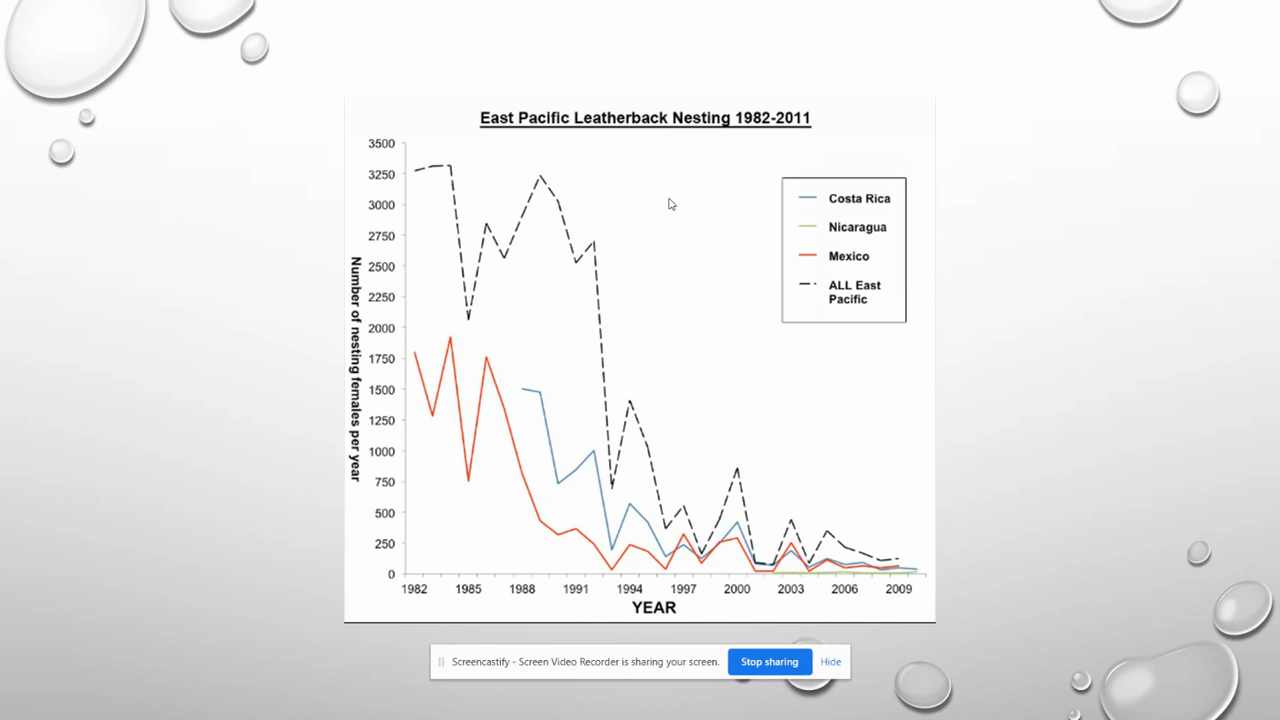 East Pacific Leatherback Nesting 1982-2011
3500
3250
3000
2750
2500
2250
2000
1750
1500
1250
1000
750
500
250
0
Number of nesting females per year
Costa Rica
Nicaragua
Mexico
ALL East
Pacific
1982 1985 1988 1991 1994 1997 2000 2003 2006 2009
YEAR
Screencastify - Screen Video Recorder is sharing your screen. Stop sharing Hide